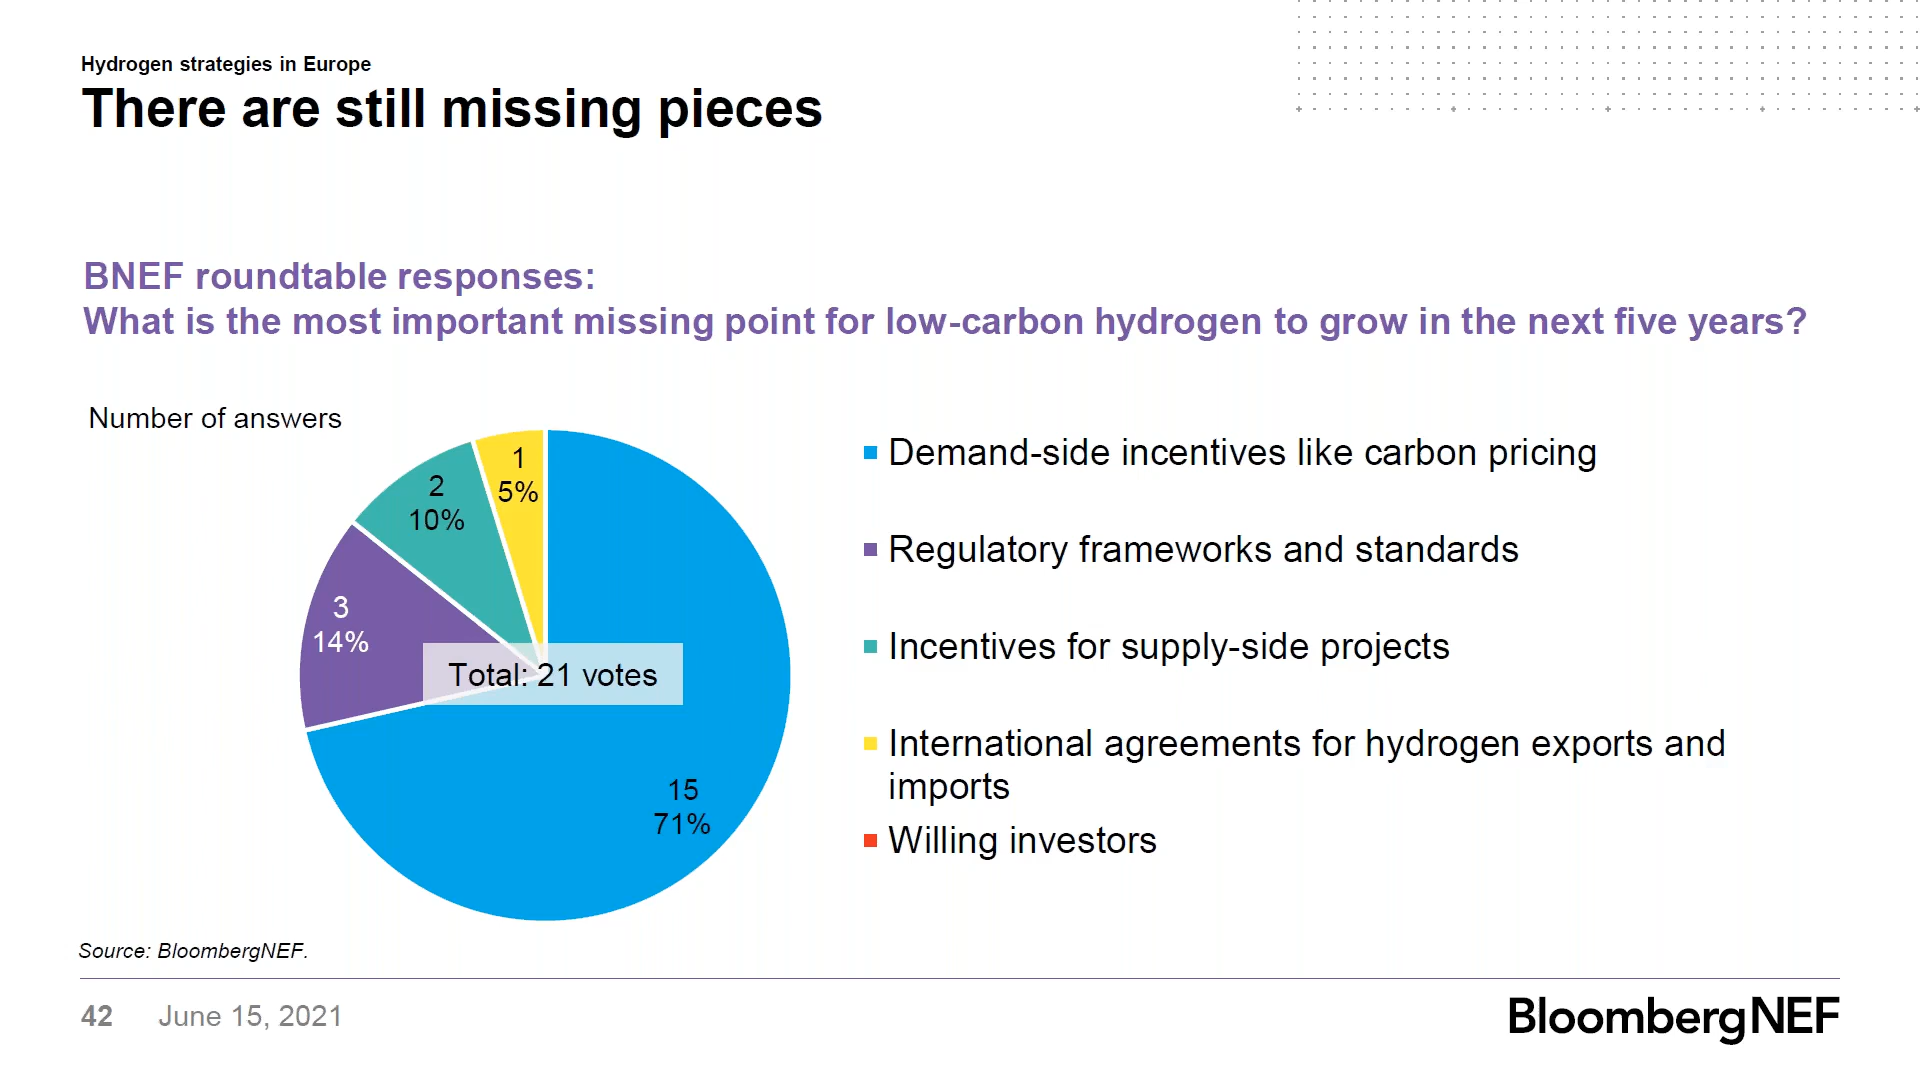 Hydrogen strategies in Europe
There are still missing pieces
BNEF roundtable responses:
What is the most important missing point for low-carbon hydrogen to grow in the next five years?
Number of answers
1
5%
2
10%
3
14%
Total: 21 votes
15
71%
Demand-side incentives like carbon pricing
Regulatory frameworks and standards
Incentives for supply-side projects
International agreements for hydrogen exports and
imports
Willing investors
Source: BloombergNEF.
42 June 15, 2021
BloombergNEF